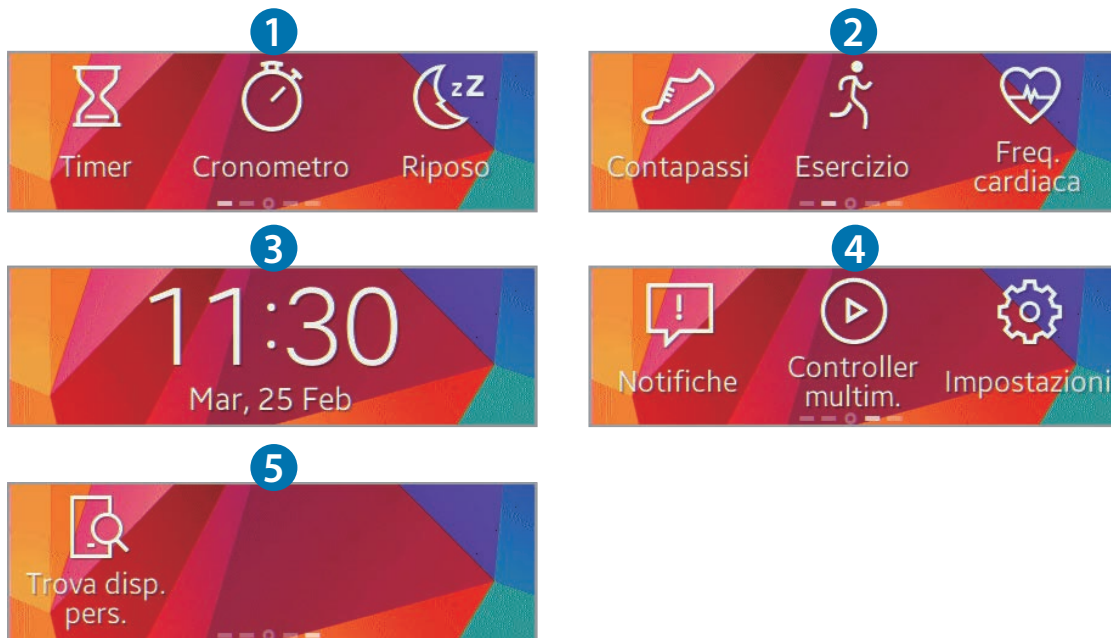 1
zZ
Timer
Cronometro
Riposo
2
Contapassi
Esercizio
Freq.
cardiaca
3
11:30
Mar, 25 Feb
4
!
Notifiche
Controller
multim.
Impostazioni
5
Trova disp.
pers.